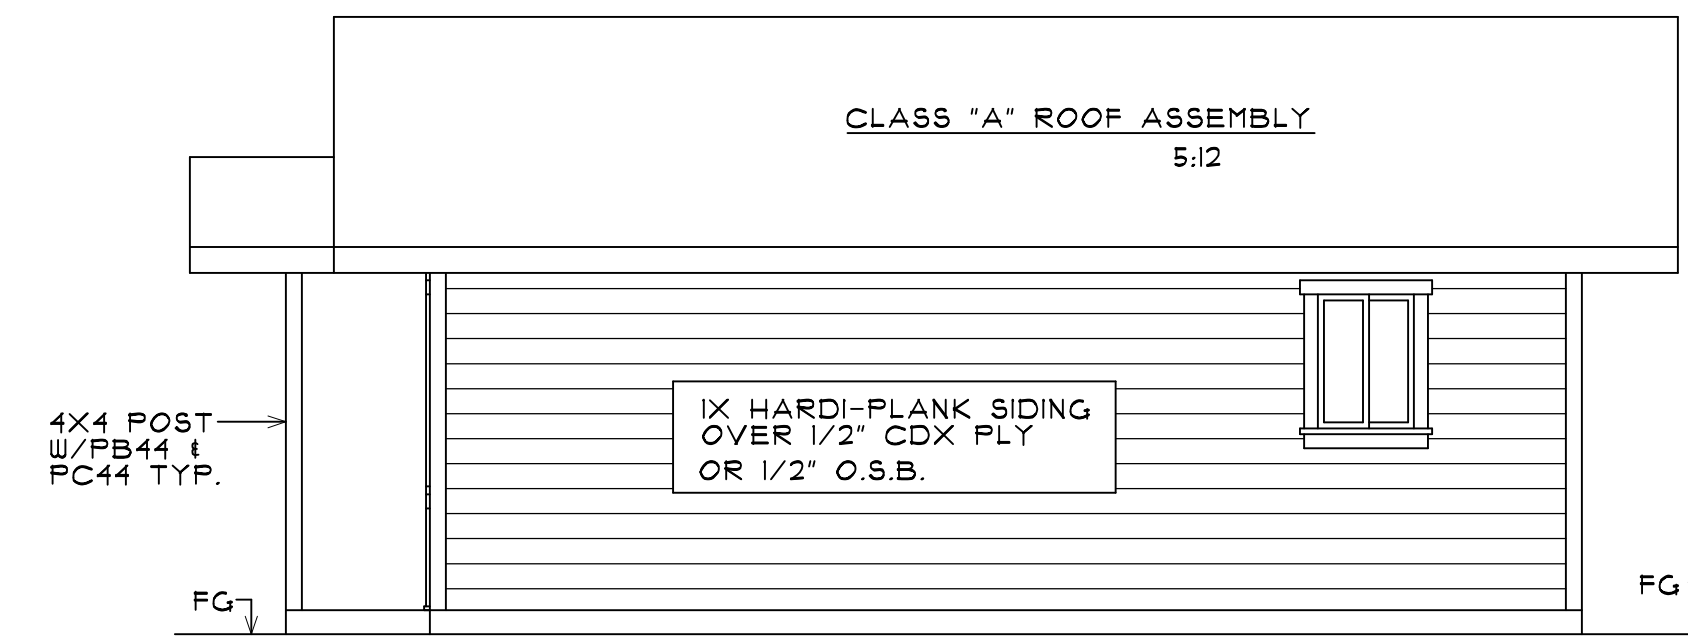 CLASS "A" ROOF ASSEMBLY
5:12
4X4 POST
W/PB44 &
PC44 TYP.
1X HARDI-PLANK SIDING
OVER 1/2" CDX PLY
OR 1/2" O.S.B.
FG
FG